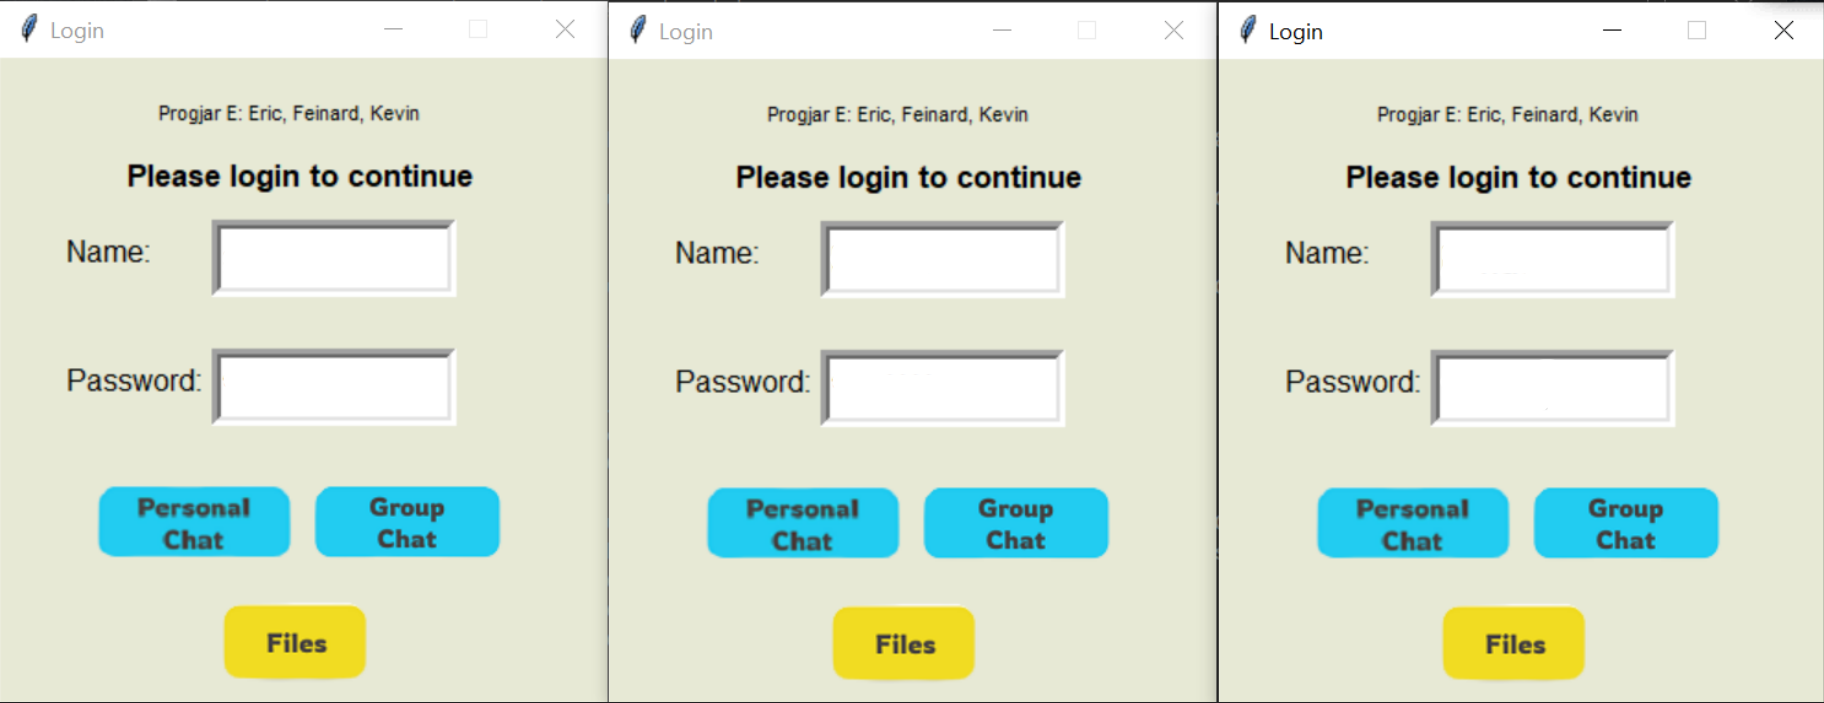 Login
Progjar E: Eric, Feinard, Kevin
Please login to continue
Name:
Password:
Personal
Chat
Group
Chat
Files
Login
Progjar E: Eric, Feinard, Kevin
Please login to continue
Name:
Password:
Personal
Chat
Group
Chat
Files
Login
Progjar E: Eric, Feinard, Kevin
Please login to continue
Name:
Password:
Personal
Chat
Group
Chat
Files